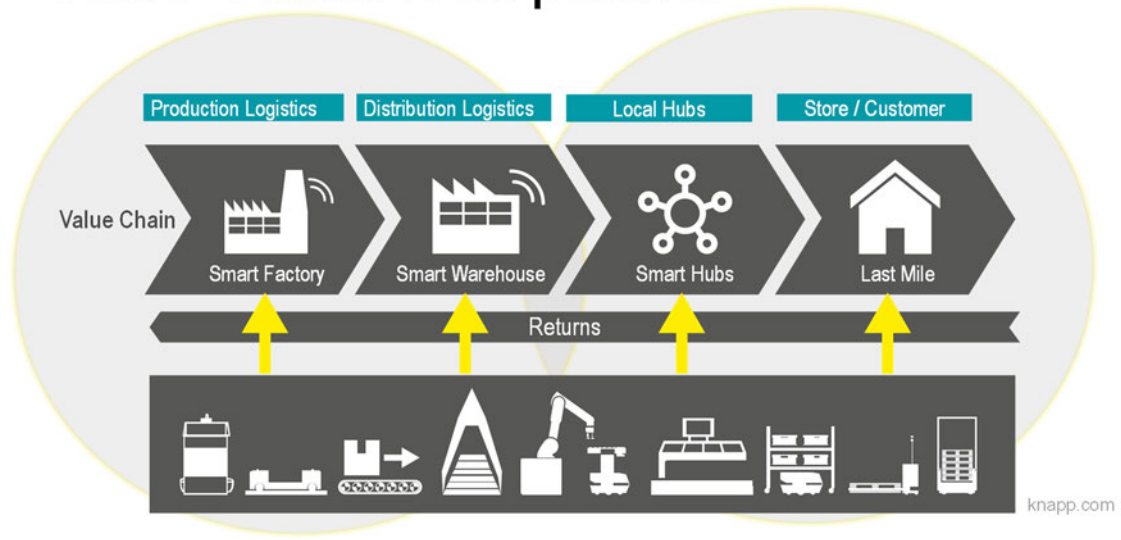 Production Logistics
Distribution Logistics
Local Hubs
Store / Customer
Value Chain
Smart Factory
Smart Warehouse
Smart Hubs
Last Mile
Returns
knapp.com